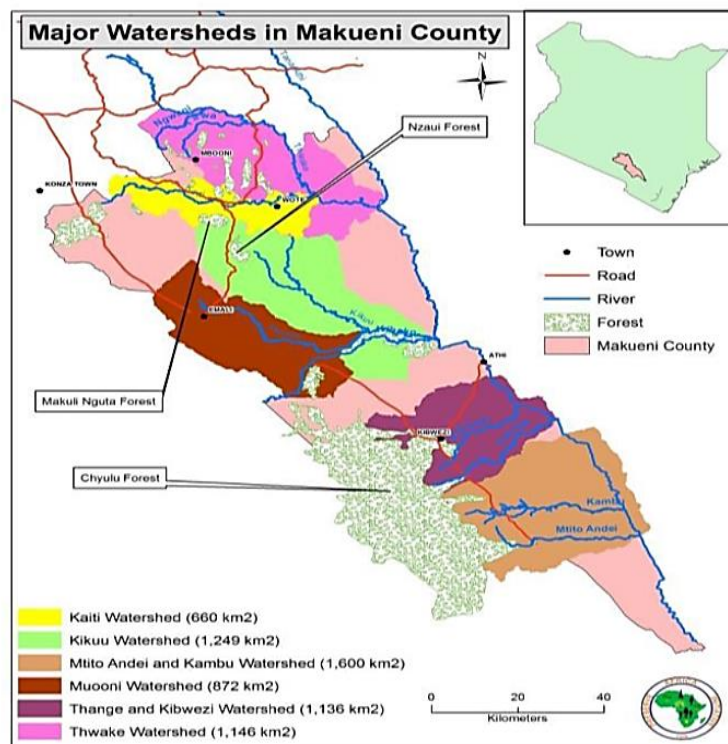 Major Watersheds in Makueni County
N
Nzaui Forest
MBOONI
KONZA TOWN
WOTE
Town
Road
River
Forest
Makueni County
EMALI
Kikuu
ATHI
Makuli Nguta Forest
KIBWEZI
Chyulu Forest
Kambu
Mtito Andei
Kaiti Watershed (660 km2)
Kikuu Watershed (1,249 km2)
Mtito Andei and Kambu Watershed (1,600 km2)
Muooni Watershed (872 km2)
Thange and Kibwezi Watershed (1,136 km2)
Thwake Watershed (1,146 km2)
0 20 40
Kilometers